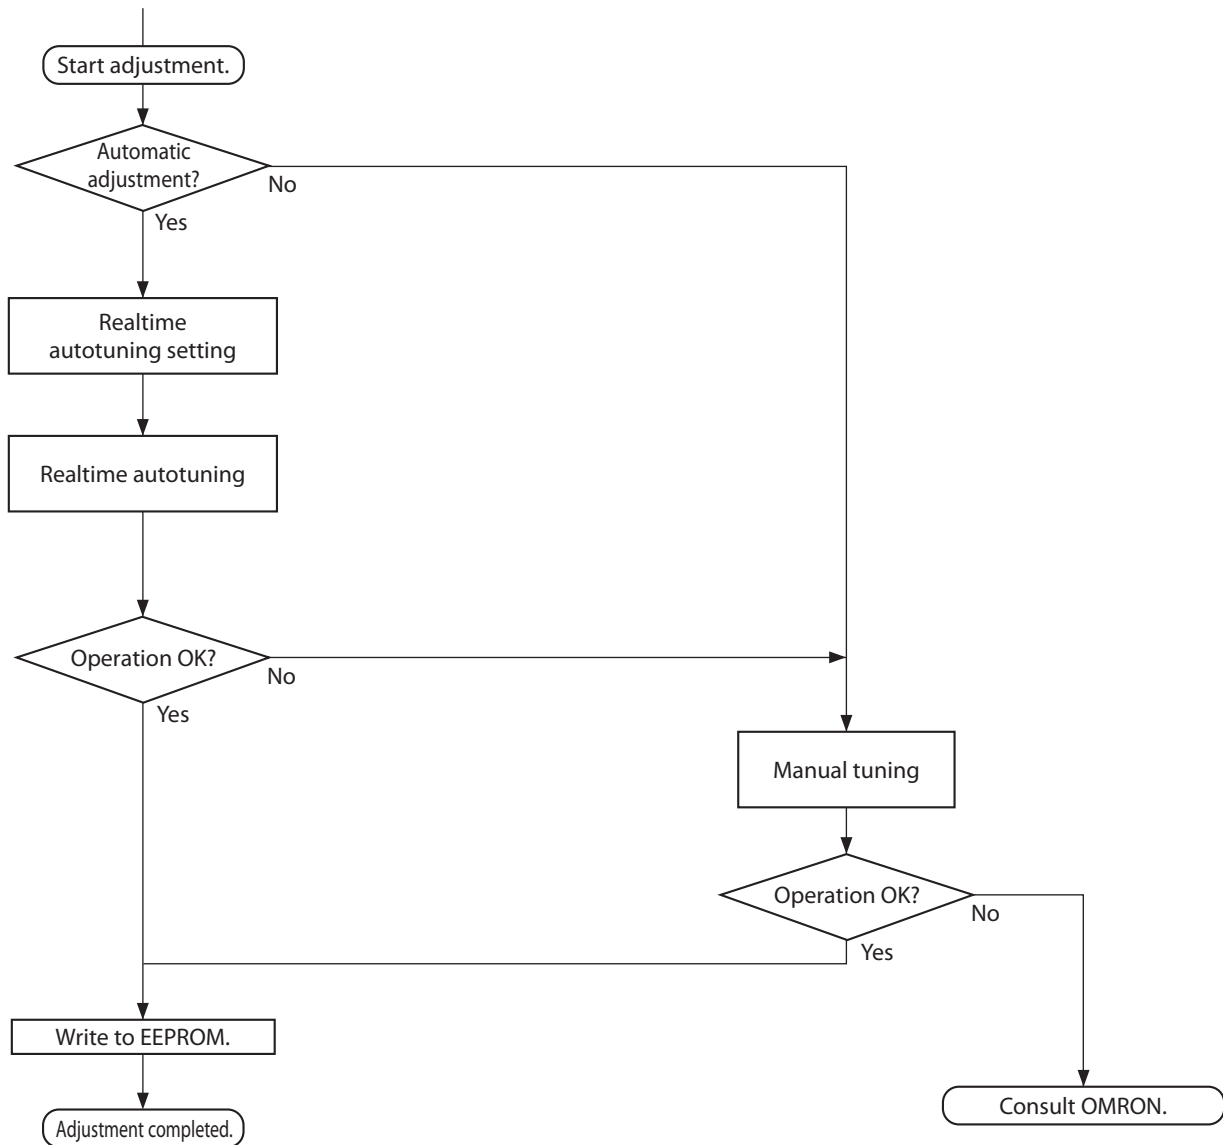 Start adjustment.
Automatic
adjustment?
No
Yes
Realtime
autotuning setting
Realtime autotuning
Operation OK?
No
Yes
Manual tuning
Operation OK?
No
Yes
Write to EEPROM.
Adjustment completed.
Consult OMRON.